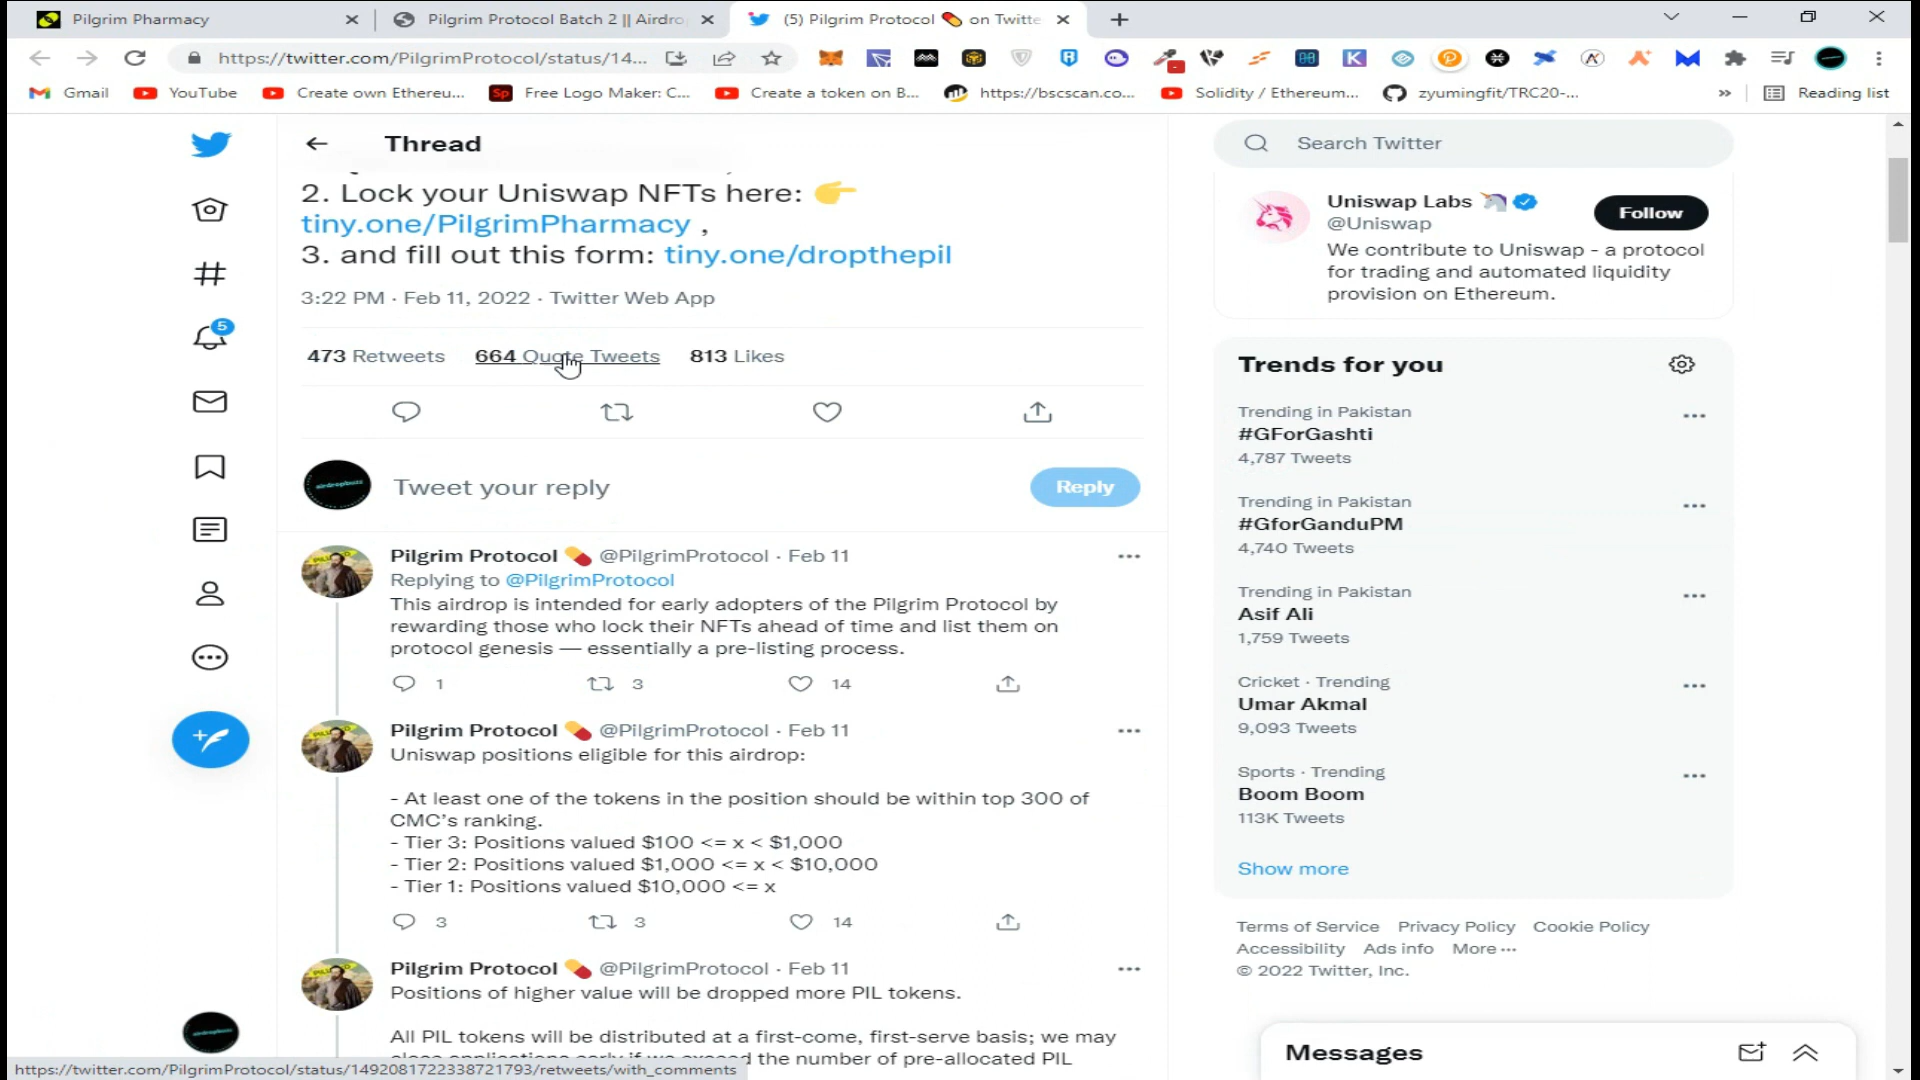 Pilgrim Pharmacy
Pilgrim Protocol Batch 2 || Airdro
(5) Pilgrim Protocol 💊 on Twitte
https://twitter.com/PilgrimProtocol/status/14...
Gmail
YouTube
Create own Ethereu...
Free Logo Maker: C...
Create a token on B...
https://bscscan.co...
Solidity / Ethereum...
zyumingfit/TRC20-...
»
Reading list
Thread
2. Lock your Uniswap NFTs here: 👉
tiny.one/PilgrimPharmacy ,
3. and fill out this form: tiny.one/dropthepil
3:22 PM · Feb 11, 2022 · Twitter Web App
473 Retweets 664 Quote Tweets 813 Likes
5
Tweet your reply
Reply
Pilgrim Protocol 💊 @PilgrimProtocol · Feb 11
Replying to @PilgrimProtocol
This airdrop is intended for early adopters of the Pilgrim Protocol by
rewarding those who lock their NFTs ahead of time and list them on
protocol genesis — essentially a pre-listing process.
1 3 14
Pilgrim Protocol 💊 @PilgrimProtocol · Feb 11
Uniswap positions eligible for this airdrop:
- At least one of the tokens in the position should be within top 300 of
CMC's ranking.
- Tier 3: Positions valued $100 <= x < $1,000
- Tier 2: Positions valued $1,000 <= x < $10,000
- Tier 1: Positions valued $10,000 <= x
3 3 14
Pilgrim Protocol 💊 @PilgrimProtocol · Feb 11
Positions of higher value will be dropped more PIL tokens.
All PIL tokens will be distributed at a first-come, first-serve basis; we may
close applications early if we exceed the number of pre-allocated PIL
Search Twitter
Uniswap Labs 🦄
@Uniswap
Follow
We contribute to Uniswap - a protocol
for trading and automated liquidity
provision on Ethereum.
Trends for you
Trending in Pakistan
#GForGashti
4,787 Tweets
Trending in Pakistan
#GforGanduPM
4,740 Tweets
Trending in Pakistan
Asif Ali
1,759 Tweets
Cricket · Trending
Umar Akmal
9,093 Tweets
Sports · Trending
Boom Boom
113K Tweets
Show more
Terms of Service Privacy Policy Cookie Policy
Accessibility Ads info More ···
© 2022 Twitter, Inc.
Messages
https://twitter.com/PilgrimProtocol/status/1492081722338721793/retweets/with_comments